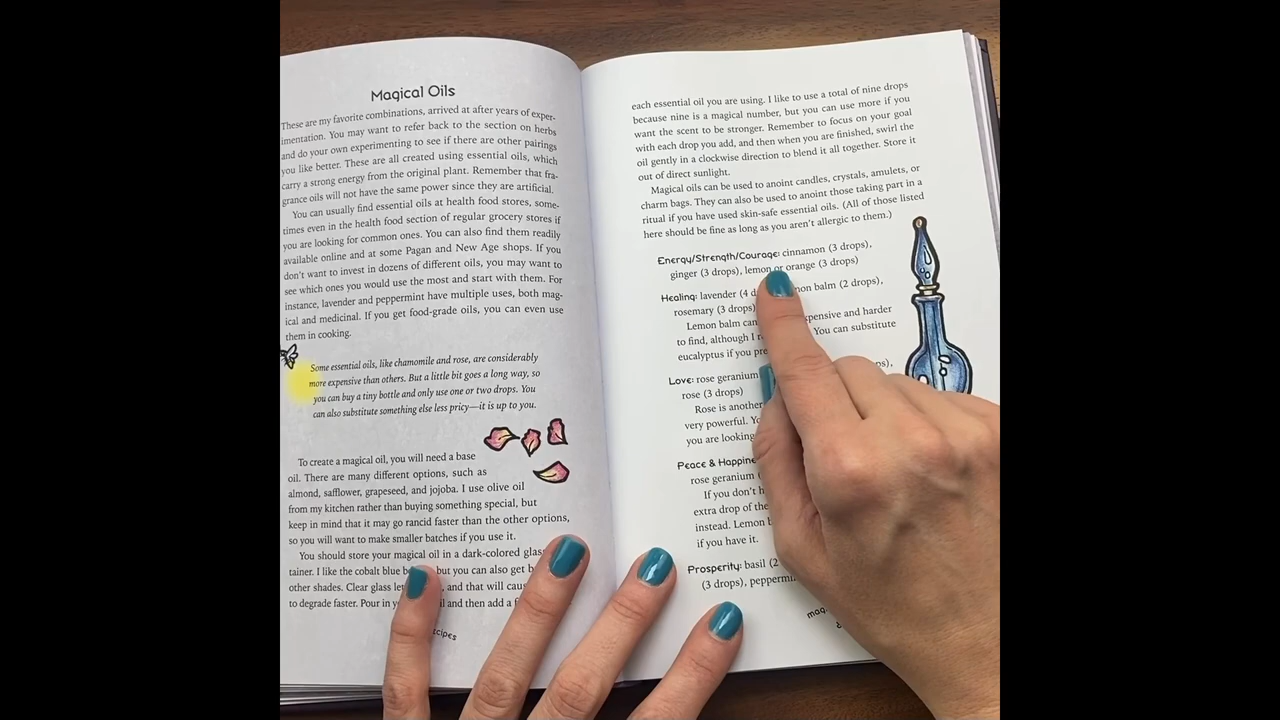 Magical Oils
These are my favorite combinations, arrived at after years of exper-
imentation. You may want to refer back to the section on herbs
and do your own experimenting to see if there are other pairings
you like better. These are all created using essential oils, which
carry a strong energy from the original plant. Remember that fra-
grance oils will not have the same power since they are artificial.
You can usually find essential oils at health food stores, some-
times even in the health food section of regular grocery stores if
you are looking for common ones. You can also find them readily
available online and at some Pagan and New Age shops. If you
don't want to invest in dozens of different oils, you may want to
see which ones you would use the most and start with them. For
instance, lavender and peppermint have multiple uses, both mag-
ical and medicinal. If you get food-grade oils, you can even use
them in cooking.
Some essential oils, like chamomile and rose, are considerably
more expensive than others. But a little bit goes a long way, so
you can buy a tiny bottle and only use one or two drops. You
can also substitute something else less pricy—it is up to you.
To create a magical oil, you will need a base
oil. There are many different options, such as
almond, safflower, grapeseed, and jojoba. I use olive oil
from my kitchen rather than buying something special, but
keep in mind that it may go rancid faster than the other options,
so you will want to make smaller batches if you use it.
You should store your magical oil in a dark-colored
tainer. I like the cobalt blue but you can also get
other shades. Clear glass and that will
to degrade faster. Pour in and then add a
each essential oil you are using. I like to use a total of nine drops
because nine is a magical number, but you can use more if you
want the scent to be stronger. Remember to focus on your goal
with each drop you add, and then when you are finished, swirl the
oil gently in a clockwise direction to blend it all together. Store it
out of direct sunlight.
Magical oils can be used to anoint candles, crystals, amulets, or
charm bags. They can also be used to anoint those taking part in a
ritual if you have used skin-safe essential oils. (All of those listed
here should be fine as long as you aren't allergic to them.)
Energy/Strength/Courage: cinnamon (3 drops),
ginger (3 drops), lemon or orange (3 drops)
Healing: lavender (4 balm (2 drops),
rosemary (3 drops)
Lemon balm can and harder
to find, although I You can substitute
eucalyptus if you
Love: rose geranium
rose (3 drops)
Rose is another
very powerful.
you are looking
Peace &
rose geranium
If you don't
extra drop of the
instead. Lemon
if you have it.
Prosperity: basil (2
(3 drops),